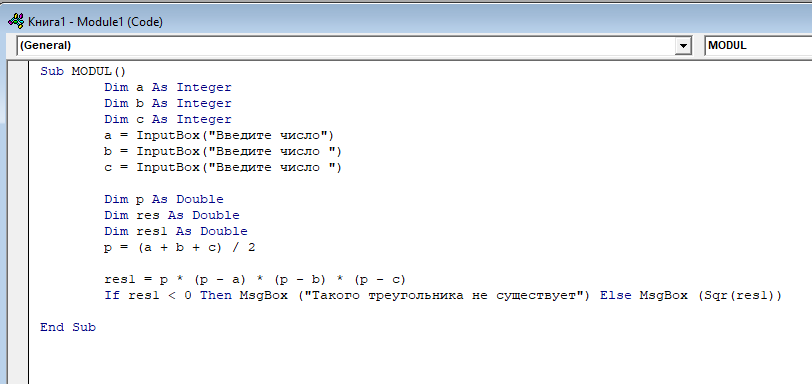 Книга1 - Module1 (Code)
(General) MODUL
Sub MODUL()
Dim a As Integer
Dim b As Integer
Dim c As Integer
a = InputBox("Введите число")
b = InputBox("Введите число ")
c = InputBox("Введите число ")
Dim p As Double
Dim res As Double
Dim res1 As Double
p = (a + b + c) / 2
res1 = p * (p - a) * (p - b) * (p - c)
If res1 < 0 Then MsgBox ("Такого треугольника не существует") Else MsgBox (Sqr(res1))
End Sub